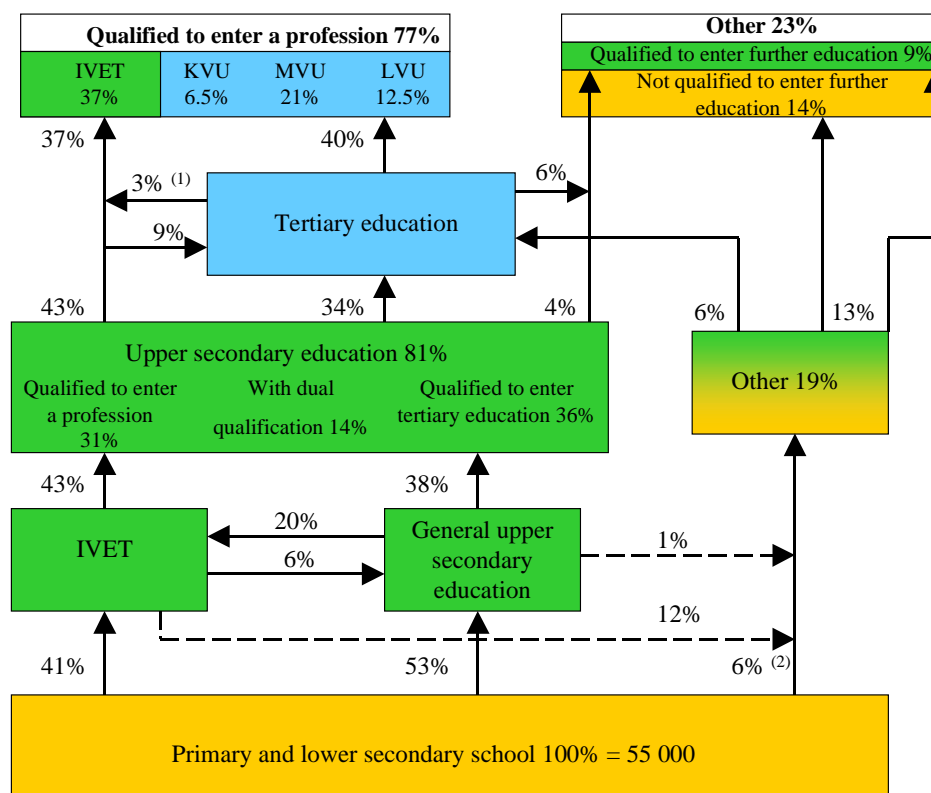 Qualified to enter a profession 77%
IVET
37%
KVU
6.5%
MVU
21%
LVU
12.5%
Other 23%
Qualified to enter further education 9%
Not qualified to enter further
education 14%
37%
40%
3% (1)
6%
9%
Tertiary education
43%
34%
4%
6%
13%
Upper secondary education 81%
Qualified to enter
a profession
31%
With dual
qualification 14%
Qualified to enter
tertiary education 36%
Other 19%
43%
38%
IVET
20%
6%
General upper
secondary
education
1%
12%
41%
53%
6% (2)
Primary and lower secondary school 100% = 55 000